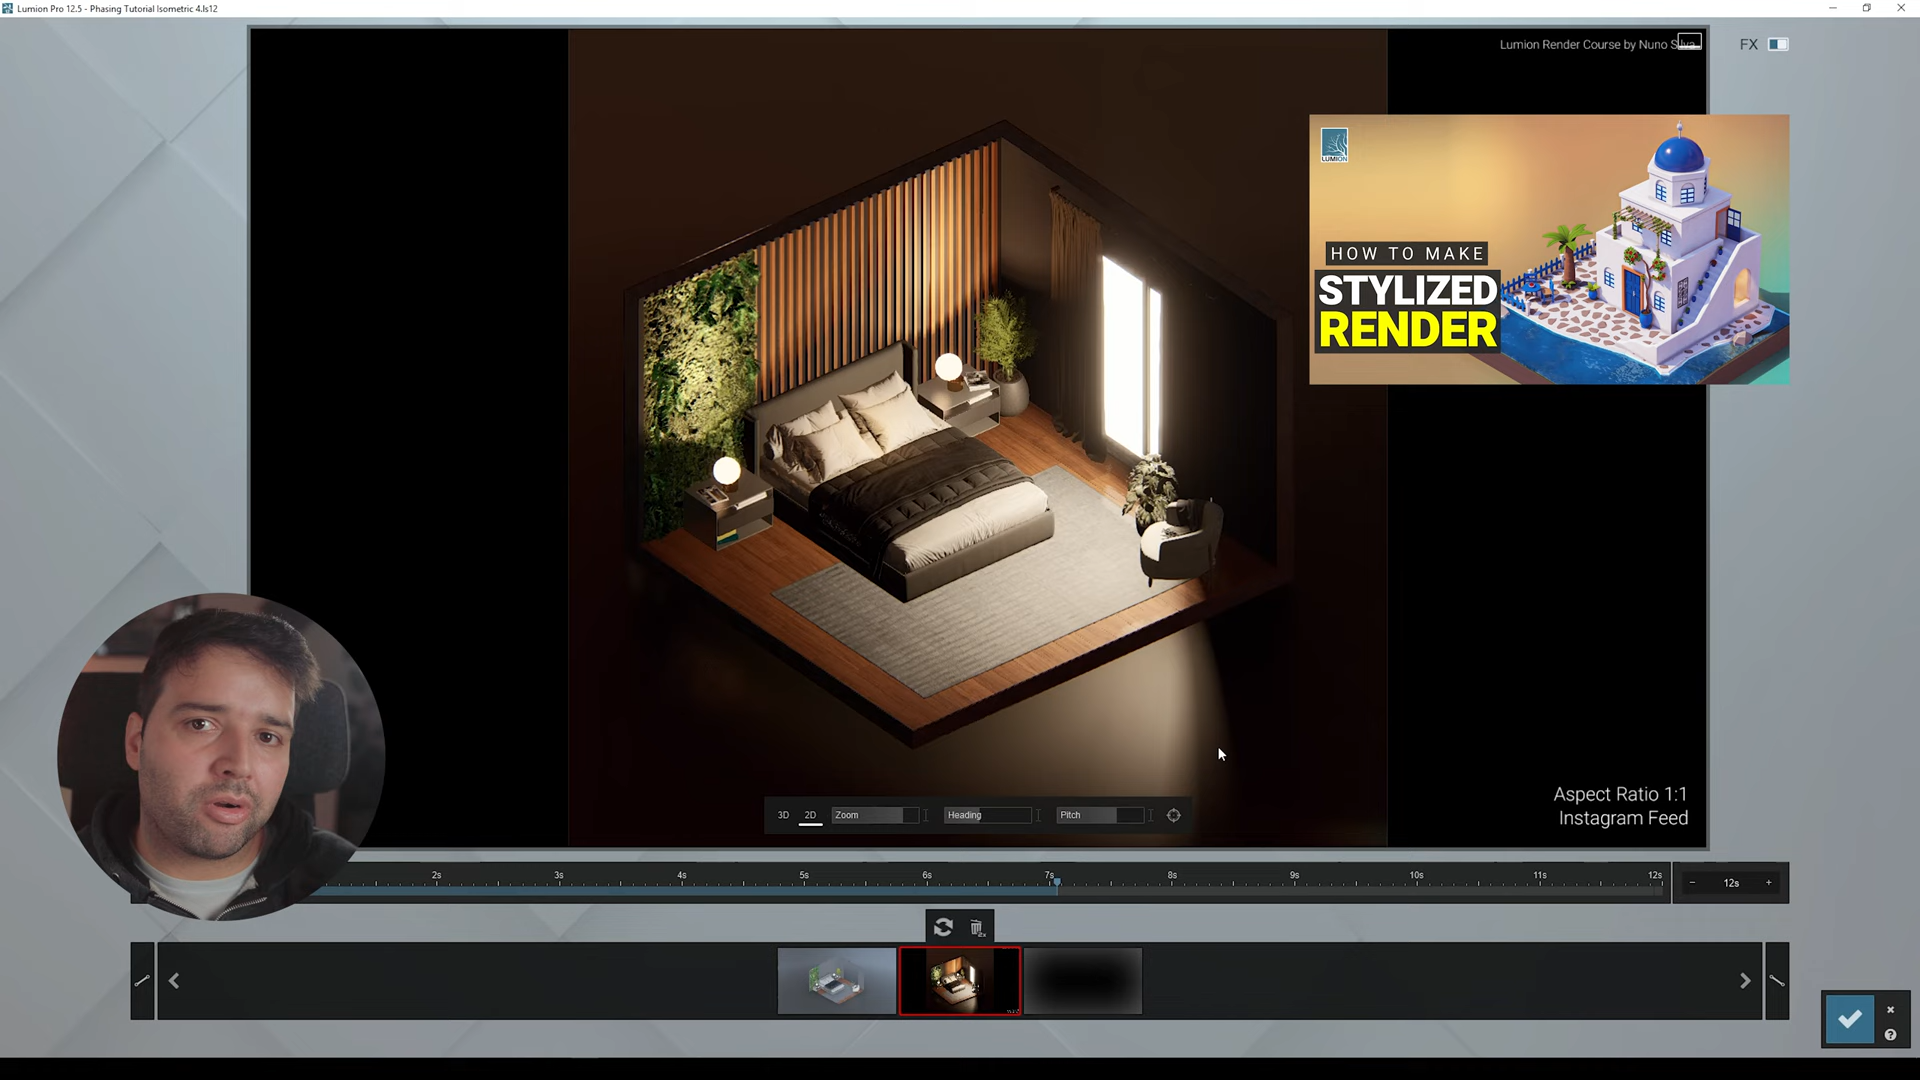 Lumion Pro 12.5 - Phasing Tutorial Isometric 4.ls12
Lumion Render Course by Nuno Silva
FX
LUMION
HOW TO MAKE
STYLIZED
RENDER
Aspect Ratio 1:1
Instagram Feed
3D 2D Zoom Heading Pitch
2s 3s 4s 5s 6s 7s 8s 9s 10s 11s 12s
- 12s +
2x